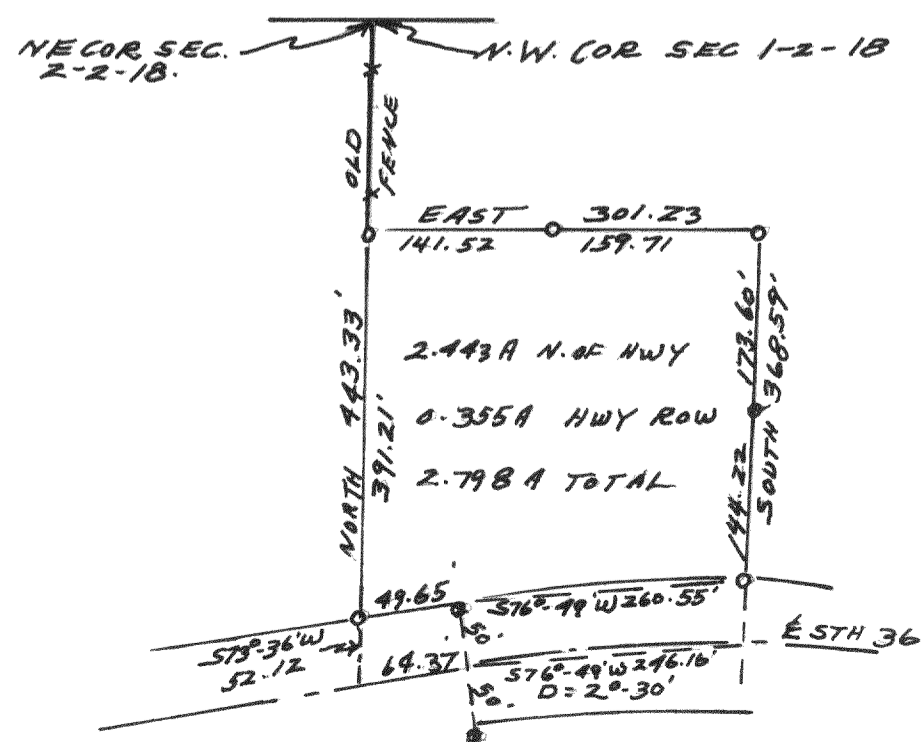 NE COR SEC.
2-2-18.
N.W. COR SEC 1-2-18
OLD
FENCE
EAST 301.23
141.52 159.71
NORTH 443.33'
391.21'
173.60'
368.59'
144.22
SOUTH
2.443A N. OF HWY
0.355A HWY ROW
2.798A TOTAL
49.65
S76°-49'W 260.55'
S73°-36'W
52.12
64.37
50.
S76°-49'W 246.16'
D = 2°-30'
50.
℄ STH 36